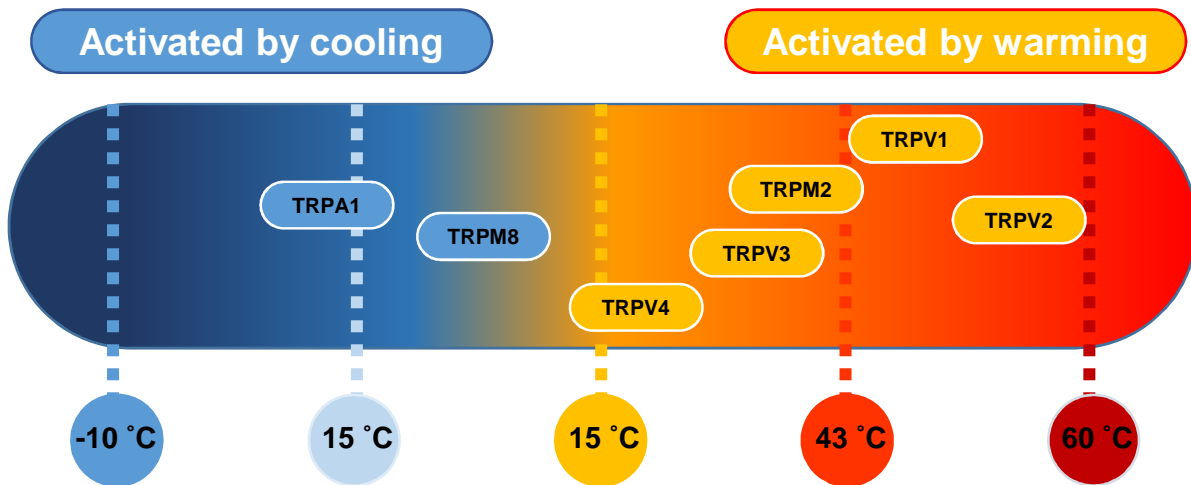 Activated by cooling
Activated by warming
TRPV1
TRPM2
TRPA1
TRPV2
TRPM8
TRPV3
TRPV4
-10 ˚C
15 ˚C
15 ˚C
43 ˚C
60 ˚C